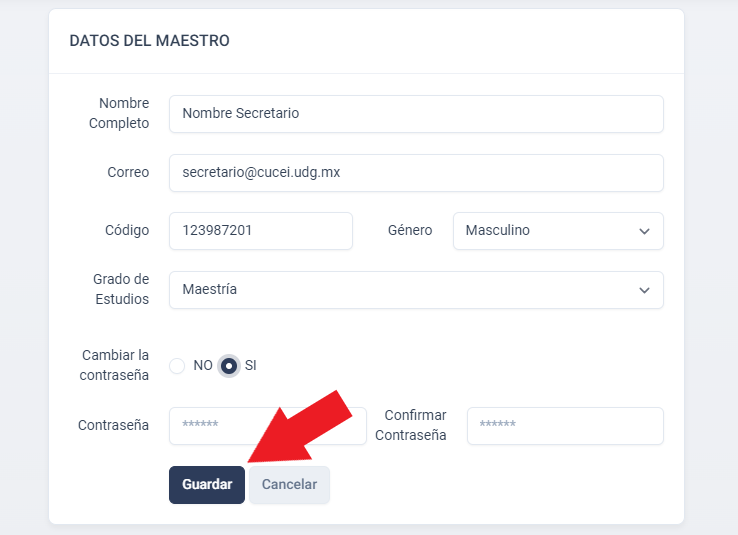 DATOS DEL MAESTRO
Nombre
Completo
Nombre Secretario
Correo
secretario@cucei.udg.mx
Código
123987201
Género
Masculino
Grado de
Estudios
Maestría
Cambiar la
contraseña
NO
SI
Contraseña
******
Confirmar
Contraseña
******
Guardar
Cancelar